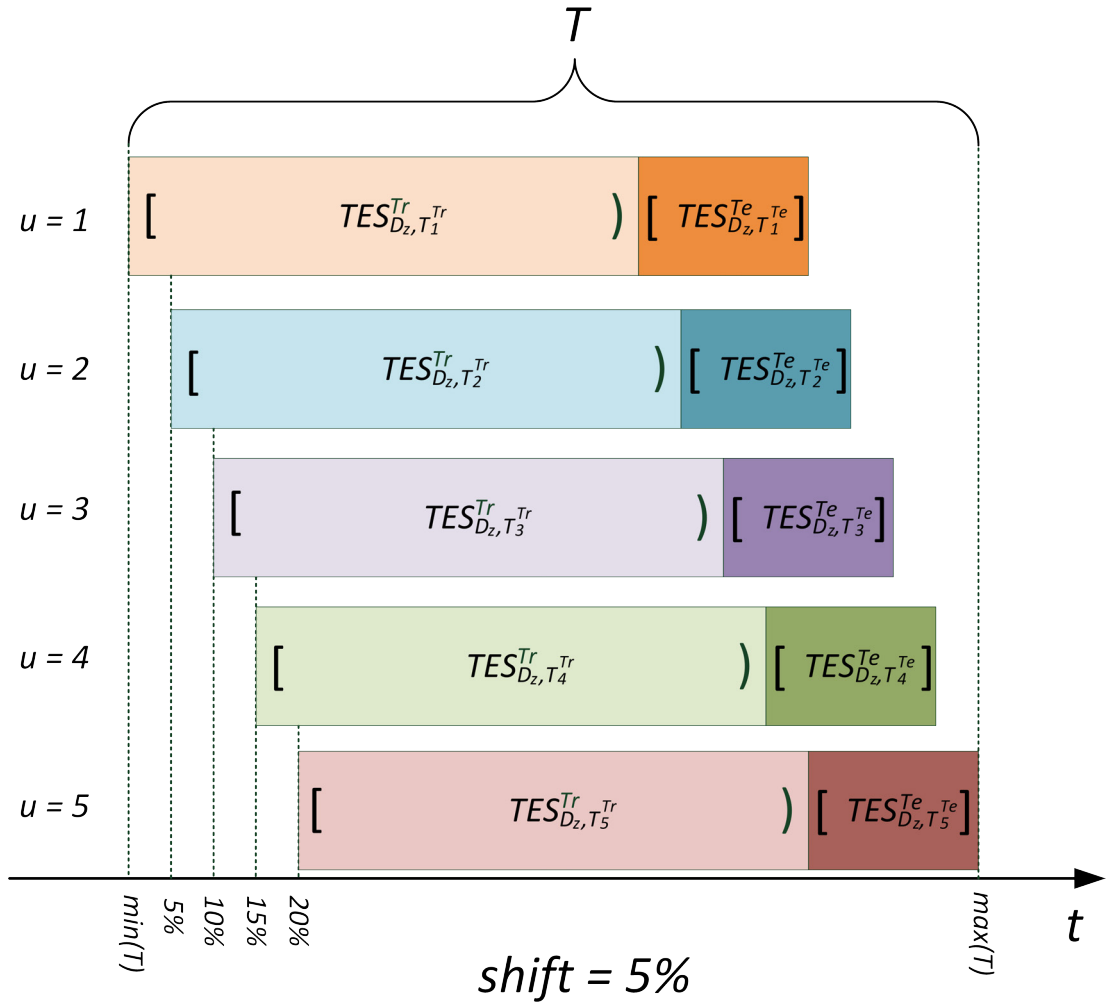 T
u = 1
[ TES^{Tr}_{D_z,T_1^{Tr}} ) [ TES^{Te}_{D_z,T_1^{Te}} ]
u = 2
[ TES^{Tr}_{D_z,T_2^{Tr}} ) [ TES^{Te}_{D_z,T_2^{Te}} ]
u = 3
[ TES^{Tr}_{D_z,T_3^{Tr}} ) [ TES^{Te}_{D_z,T_3^{Te}} ]
u = 4
[ TES^{Tr}_{D_z,T_4^{Tr}} ) [ TES^{Te}_{D_z,T_4^{Te}} ]
u = 5
[ TES^{Tr}_{D_z,T_5^{Tr}} ) [ TES^{Te}_{D_z,T_5^{Te}} ]
min(T)
5%
10%
15%
20%
max(T)
t
shift = 5%